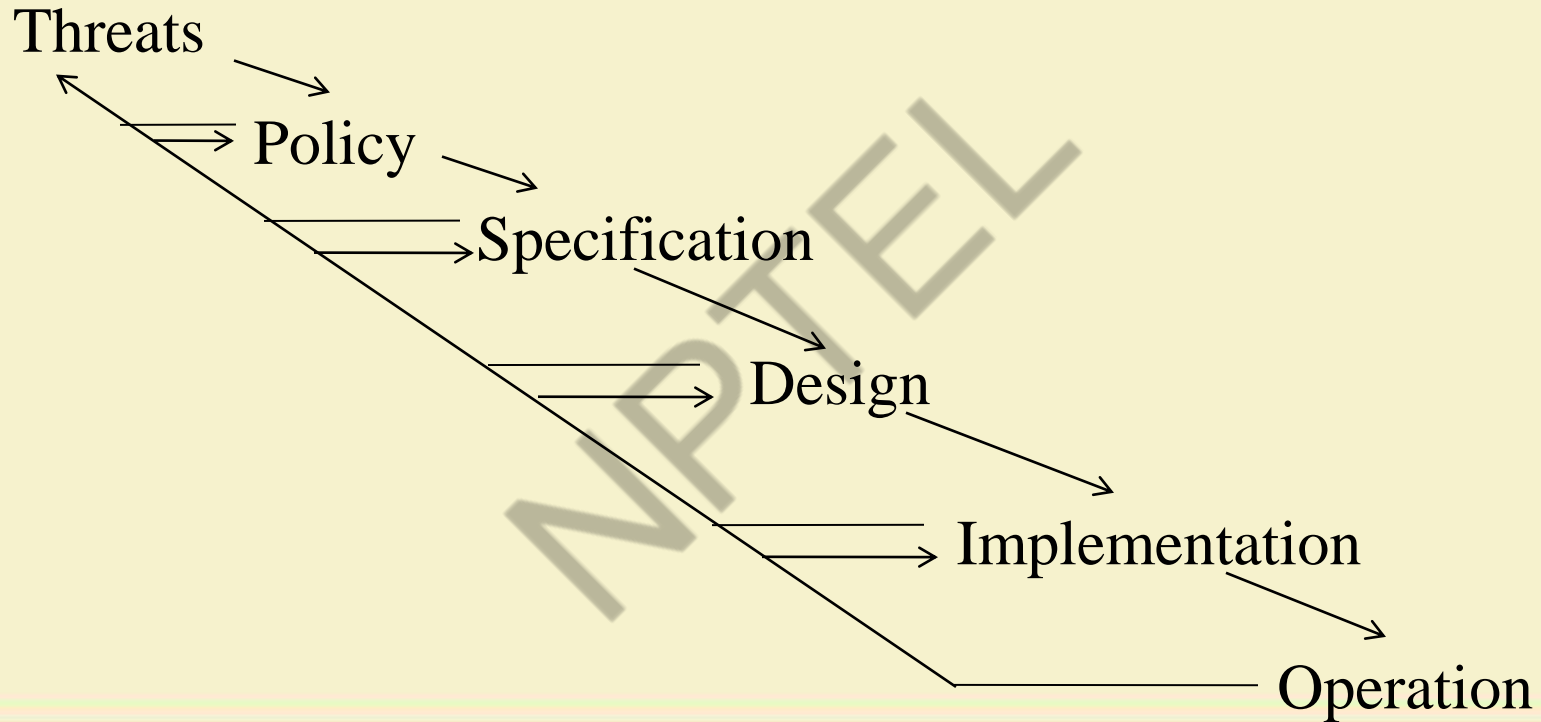 Threats
Policy
Specification
Design
Implementation
Operation
NPTEL